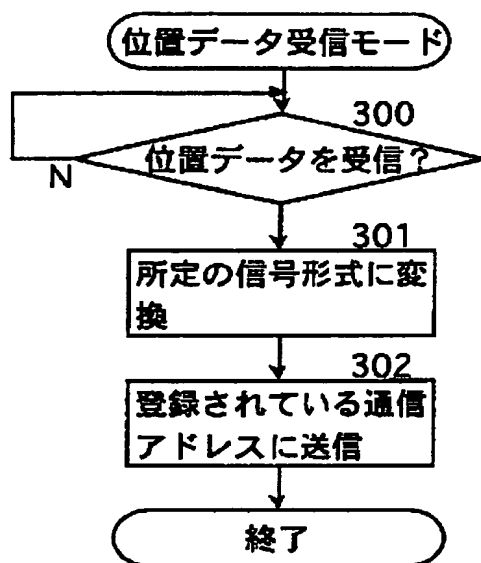 位置データ受信モード
300
位置データを受信?
N
301
所定の信号形式に変
換
302
登録されている通信
アドレスに送信
終了